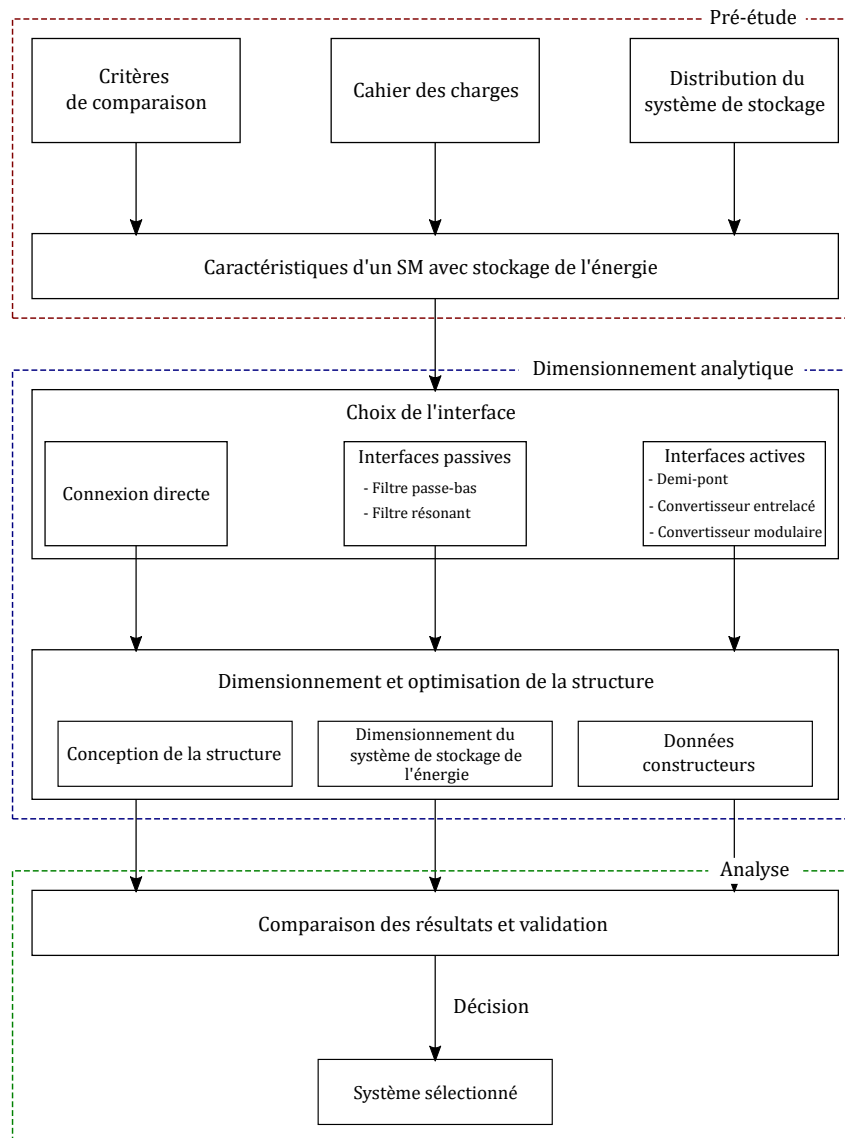 Pré-étude
Critères
de comparaison
Cahier des charges
Distribution du
système de stockage
Caractéristiques d'un SM avec stockage de l'énergie
Dimensionnement analytique
Choix de l'interface
Connexion directe
Interfaces passives
- Filtre passe-bas
- Filtre résonant
Interfaces actives
- Demi-pont
- Convertisseur entrelacé
- Convertisseur modulaire
Dimensionnement et optimisation de la structure
Conception de la structure
Dimensionnement du
système de stockage de
l'énergie
Données
constructeurs
Analyse
Comparaison des résultats et validation
Décision
Système sélectionné